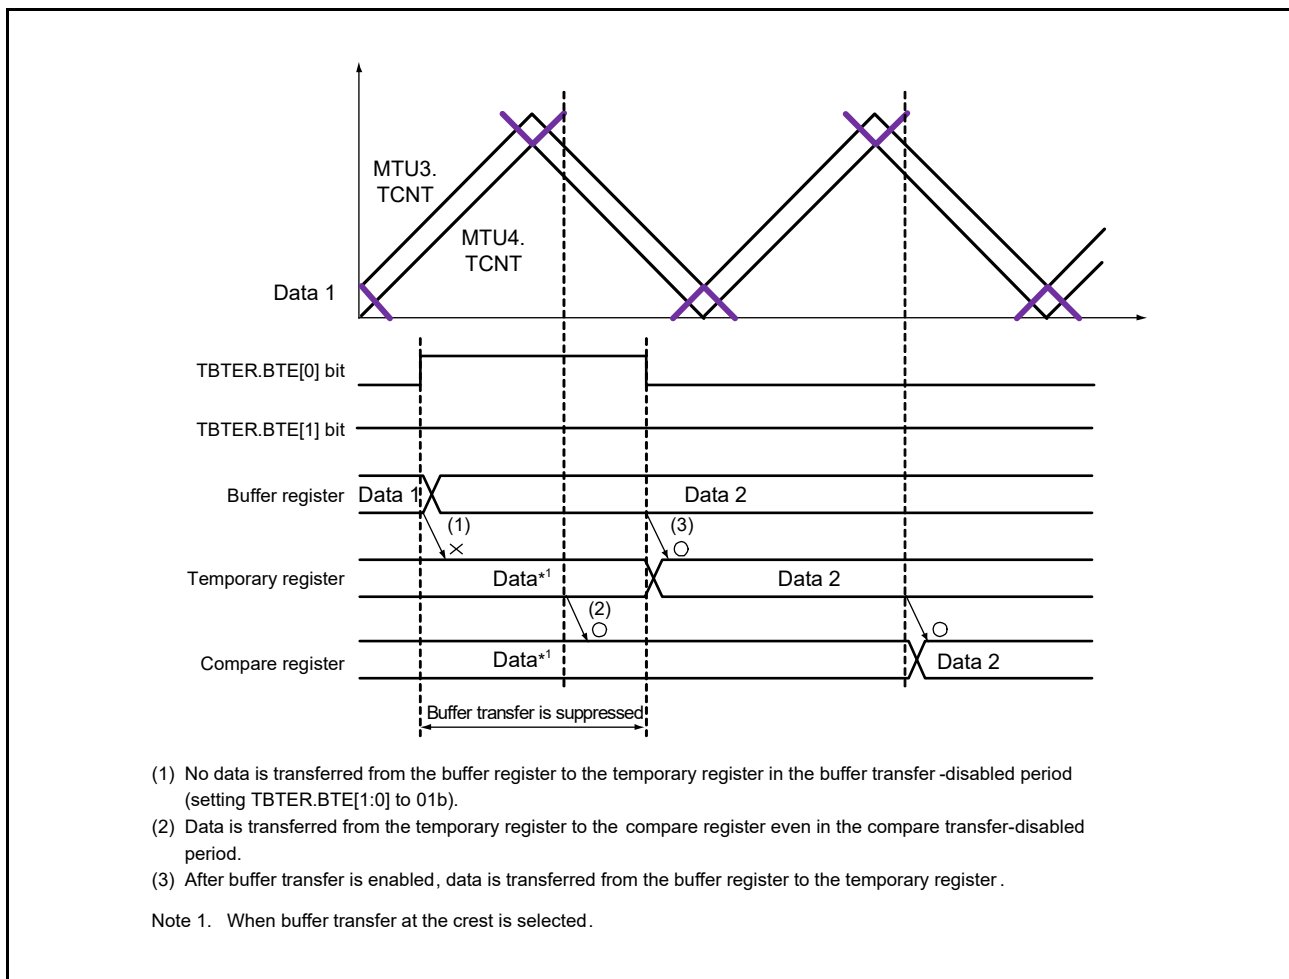 MTU3.
TCNT
MTU4.
TCNT
Data 1
TBTER.BTE[0] bit
TBTER.BTE[1] bit
Buffer register
Data 1
Data 2
(1)
(3)
Temporary register
Data*1
Data 2
(2)
Compare register
Data*1
Data 2
Buffer transfer is suppressed
(1) No data is transferred from the buffer register to the temporary register in the buffer transfer -disabled period
(setting TBTER.BTE[1:0] to 01b).
(2) Data is transferred from the temporary register to the compare register even in the compare transfer-disabled
period.
(3) After buffer transfer is enabled, data is transferred from the buffer register to the temporary register .
Note 1. When buffer transfer at the crest is selected.